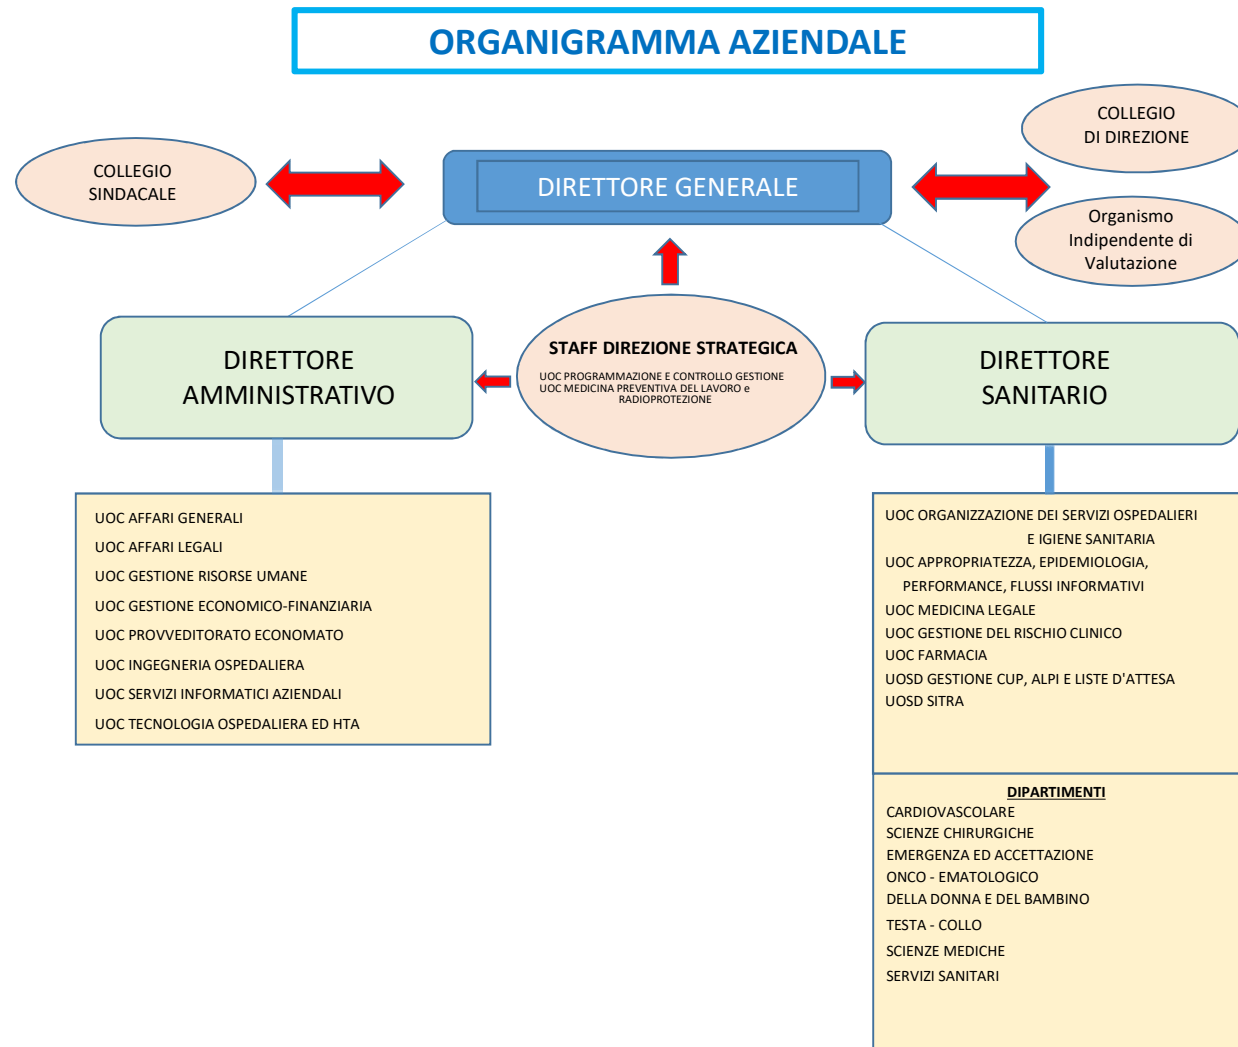 ORGANIGRAMMA AZIENDALE
COLLEGIO
DI DIREZIONE
COLLEGIO
SINDACALE
DIRETTORE GENERALE
Organismo
Indipendente di
Valutazione
DIRETTORE
AMMINISTRATIVO
STAFF DIREZIONE STRATEGICA
UOC PROGRAMMAZIONE E CONTROLLO GESTIONE
UOC MEDICINA PREVENTIVA DEL LAVORO e
RADIOPROTEZIONE
DIRETTORE
SANITARIO
UOC AFFARI GENERALI
UOC AFFARI LEGALI
UOC GESTIONE RISORSE UMANE
UOC GESTIONE ECONOMICO-FINANZIARIA
UOC PROVVEDITORATO ECONOMATO
UOC INGEGNERIA OSPEDALIERA
UOC SERVIZI INFORMATICI AZIENDALI
UOC TECNOLOGIA OSPEDALIERA ED HTA
UOC ORGANIZZAZIONE DEI SERVIZI OSPEDALIERI
E IGIENE SANITARIA
UOC APPROPRIATEZZA, EPIDEMIOLOGIA,
PERFORMANCE, FLUSSI INFORMATIVI
UOC MEDICINA LEGALE
UOC GESTIONE DEL RISCHIO CLINICO
UOC FARMACIA
UOSD GESTIONE CUP, ALPI E LISTE D'ATTESA
UOSD SITRA
DIPARTIMENTI
CARDIOVASCOLARE
SCIENZE CHIRURGICHE
EMERGENZA ED ACCETTAZIONE
ONCO - EMATOLOGICO
DELLA DONNA E DEL BAMBINO
TESTA - COLLO
SCIENZE MEDICHE
SERVIZI SANITARI